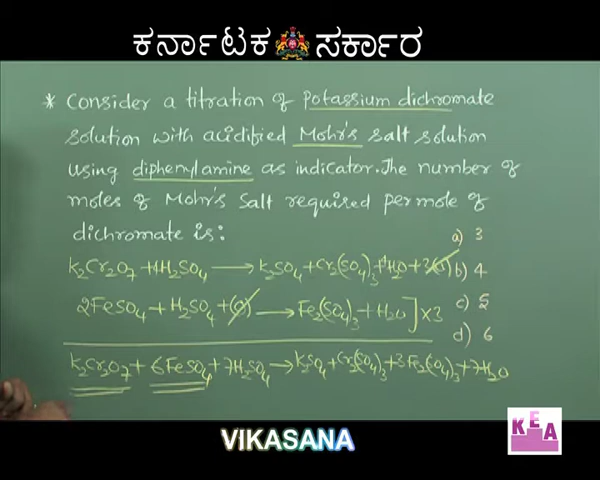 ಕರ್ನಾಟಕ ಸರ್ಕಾರ
* Consider a titration of Potassium dichromate
solution with acidified Mohr's salt solution
using diphenylamine as indicator. The number of
moles of Mohr's salt required per mole of
dichromate is:
a) 3
b) 4
c) 5
d) 6
K₂Cr₂O₇ + 4H₂SO₄ → K₂SO₄ + Cr₂(SO₄)₃ + 4H₂O + 3(O)
2FeSO₄ + H₂SO₄ + (O) → Fe₂(SO₄)₃ + H₂O ] × 3
K₂Cr₂O₇ + 6FeSO₄ + 7H₂SO₄ → K₂SO₄ + Cr₂(SO₄)₃ + 3Fe₂(SO₄)₃ + 7H₂O
VIKASANA
KEA